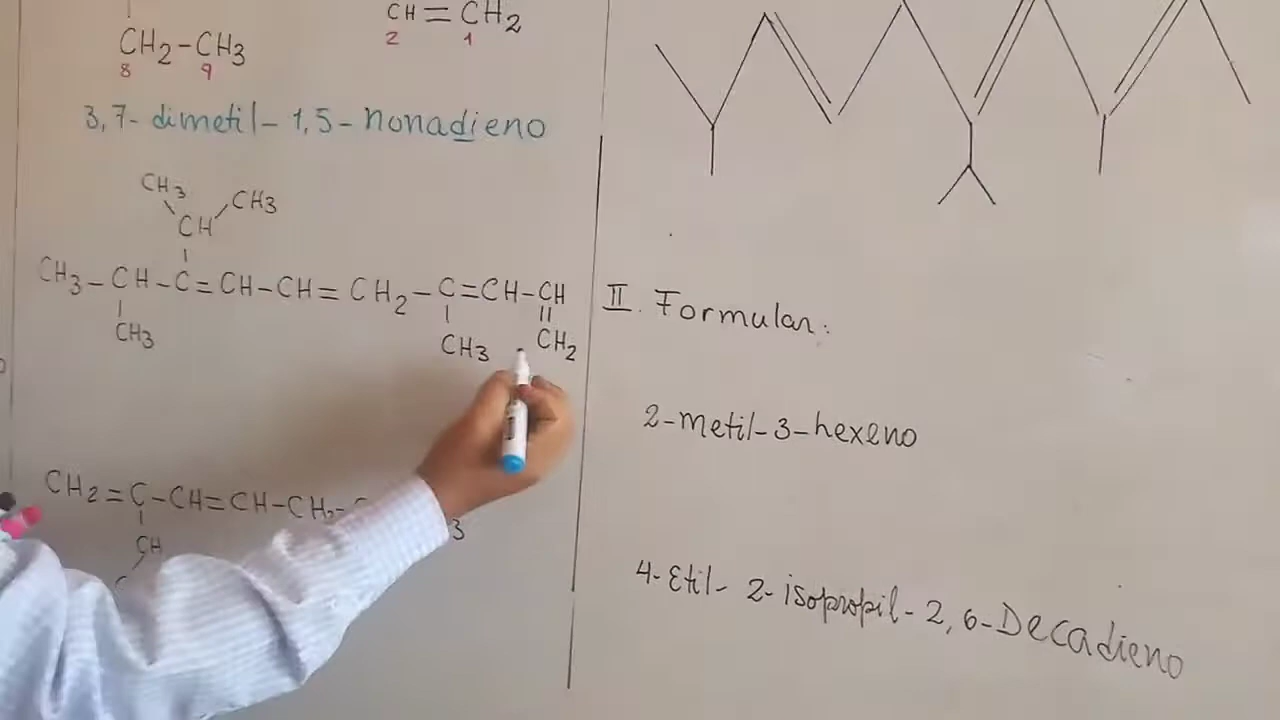 CH=CH2
2 1
CH2-CH3
8 9
3,7-dimetil-1,5-nonadieno
CH3 CH3
CH
CH3-CH-C=CH-CH=CH2-C=CH-CH
CH3 CH3 CH2
CH2=C-CH=CH-CH2-
3
CH
II. Formular:
2-metil-3-hexeno
4-Etil-2-isopropil-2,6-Decadieno